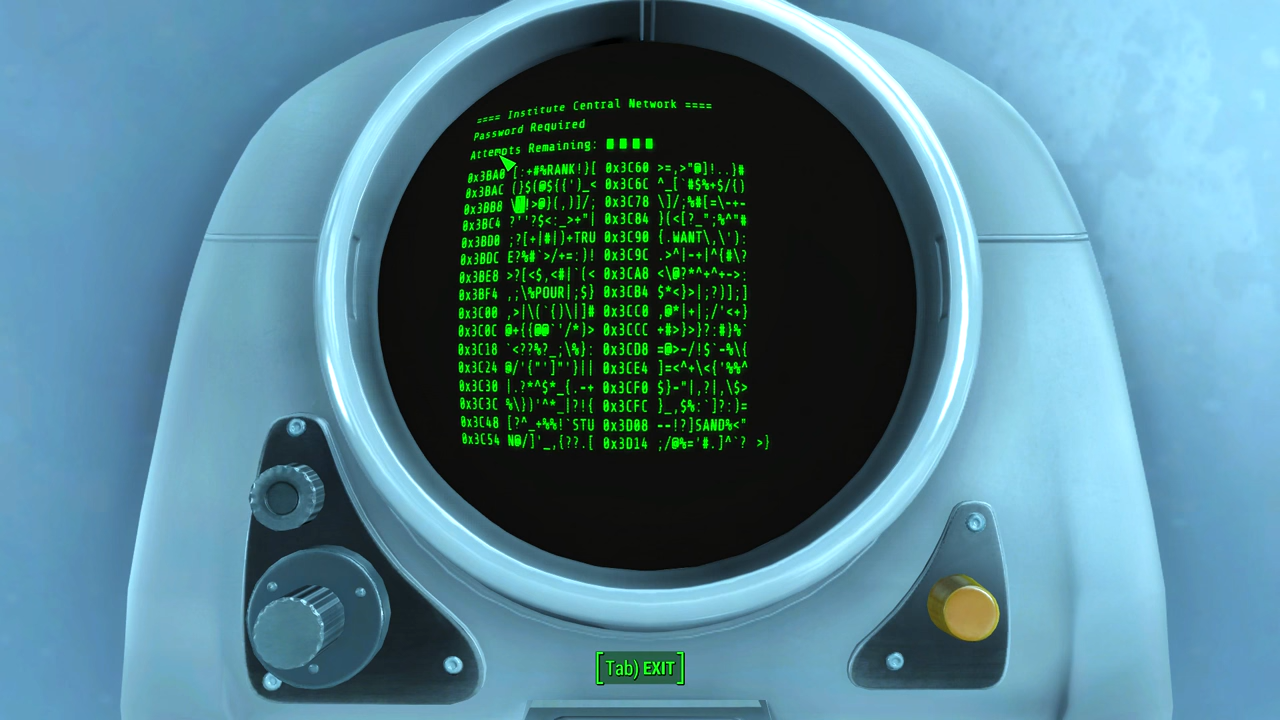 ==== Institute Central Network ====
Password Required
Attempts Remaining:
0x3BA0 [:+#%RANK!}[ 0x3C60 >=,>"@]!..}#
0x3BAC (}$(@${(')_< 0x3C6C ^_[`#$%+$/{)
0x3BB8 \ !>@}(,)]/; 0x3C78 \]/;%#[=\-+-
0x3BC4 ?''?$<:_>+"| 0x3C84 }(<[?_";%^"#
0x3BD0 ;?[+|#|)+TRU 0x3C90 {.WANT\,\'):
0x3BDC E?%#`>/+=:)! 0x3C9C .>^|-+|^{#\?
0x3BE8 >?[<$,<#|`(< 0x3CA8 <\@?*^+^+->:
0x3BF4 ,;\%POUR|;$} 0x3CB4 $*<}>|;?)];]
0x3C00 ,>|\(`{)\|]# 0x3CC0 ,@*|+|;/'<+}
0x3C0C @+{{@@`'/*)> 0x3CCC +#>}>}?:#}%`
0x3C18 `<??%?_;\%}: 0x3CD8 =@>-/!$`-%\{
0x3C24 @/'{"']"'}|| 0x3CE4 ]=<^+\<{'%%^
0x3C30 |.?*^$*_{.-+ 0x3CF0 $}-"|,?|,\$>
0x3C3C %\))'^*_|?!{ 0x3CFC }_,$%:`]?:)=
0x3C48 [?^_+%%!`STU 0x3D08 --!?]SAND%<"
0x3C54 N@/]'_,{??.[ 0x3D14 ;/@%='#.]^`? >}
Tab) EXIT